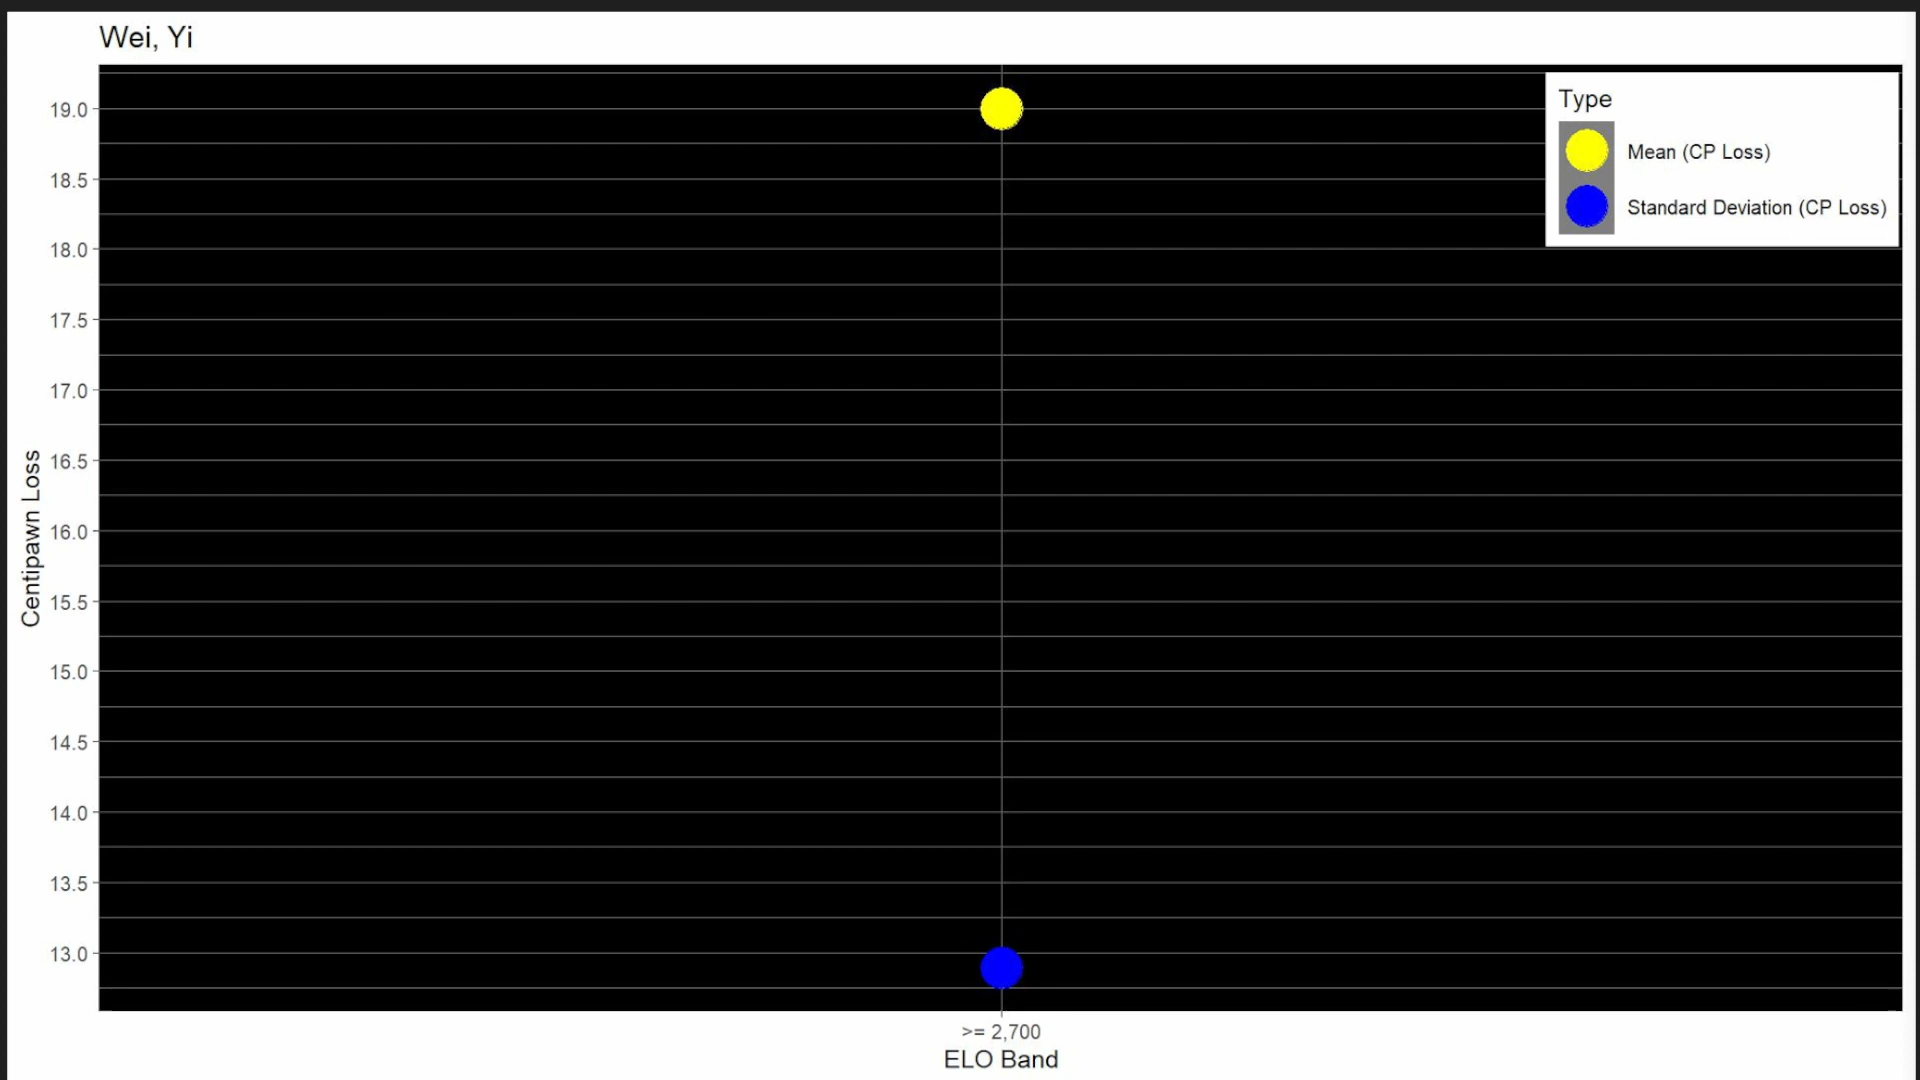 Wei, Yi
Type
Mean (CP Loss)
Standard Deviation (CP Loss)
Centipawn Loss
19.0
18.5
18.0
17.5
17.0
16.5
16.0
15.5
15.0
14.5
14.0
13.5
13.0
>= 2,700
ELO Band